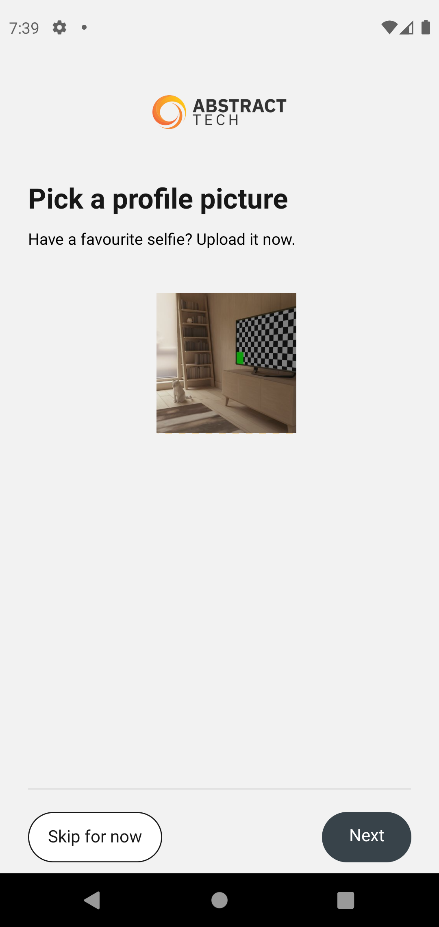 7:39
ABSTRACT
TECH
Pick a profile picture
Have a favourite selfie? Upload it now.
Skip for now
Next